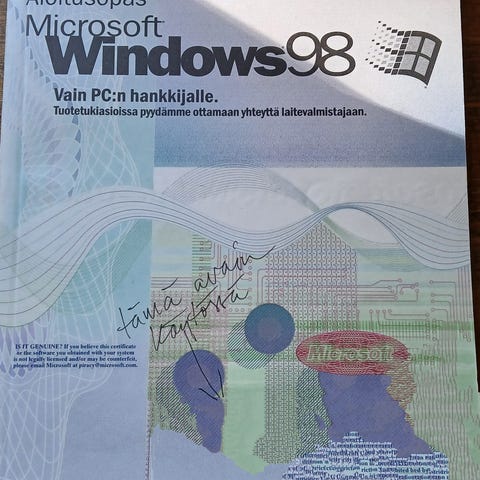 Aloitusopas
Microsoft
Windows98
Vain PC:n hankkijalle.
Tuotetukiasioissa pyydämme ottamaan yhteyttä laitevalmistajaan.
tämä avain
käytössä
IS IT GENUINE? If you believe this certificate
or the software you obtained with your system
is not legally licensed and/or may be counterfeit,
please email Microsoft at piracy@microsoft.com.
Microsoft